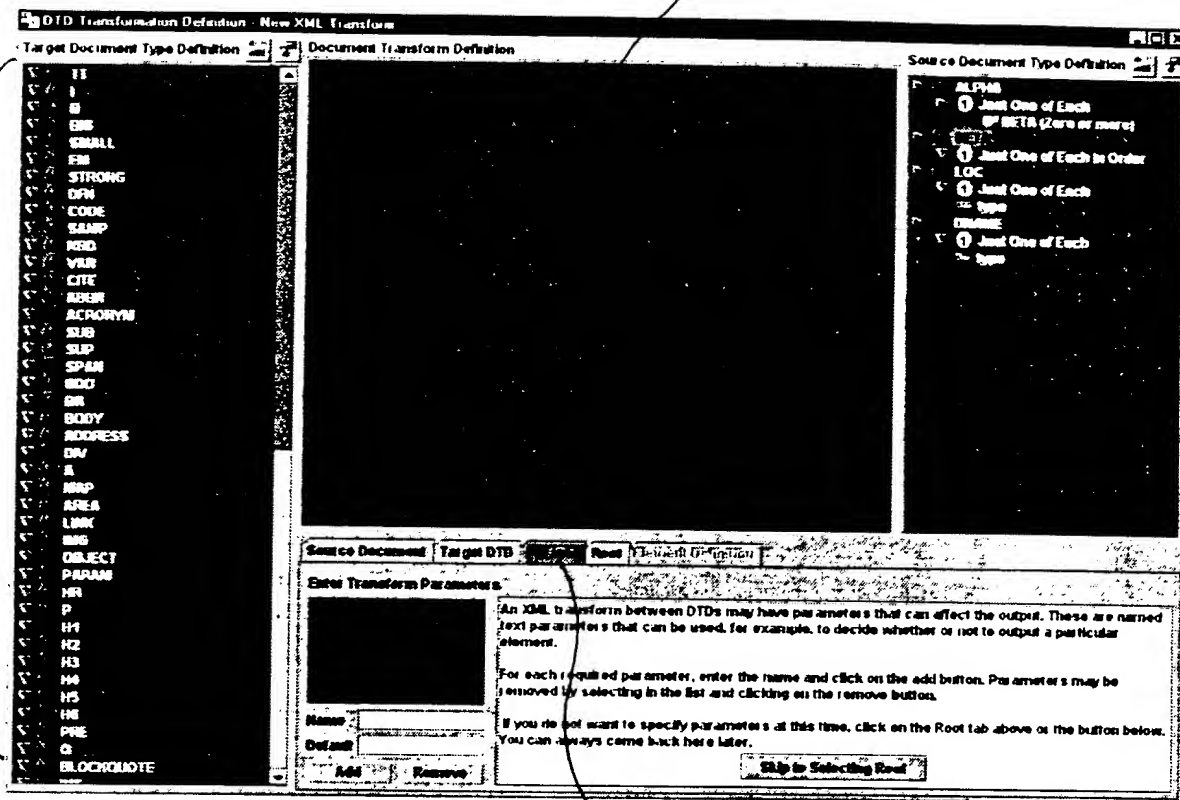 DTD Transformation Definition - New XML Transform
Target Document Type Definition
Document Transform Definition
Source Document Type Definition
TT
I
B
BIG
SMALL
EM
STRONG
DFN
CODE
SAMP
KBD
VAR
CITE
ABBR
ACRONYM
SUB
SUP
SPAN
BDO
BR
BODY
ADDRESS
DIV
A
MAP
AREA
LINK
IMG
OBJECT
PARAM
HR
P
H1
H2
H3
H4
H5
H6
PRE
Q
BLOCKQUOTE
ALPHA
1 Just One of Each
BETA (Zero or more)
BETA
1 Just One of Each in Order
LOC
1 Just One of Each
type
1 Just One of Each
type
Source Document
Target DTD
Root
Element Definition
Enter Transform Parameters
Name
Default
Add
Remove
An XML transform between DTDs may have parameters that can affect the output. These are named
text parameters that can be used, for example, to decide whether or not to output a particular
element.
For each required parameter, enter the name and click on the add button. Parameters may be
removed by selecting in the list and clicking on the remove button.
If you do not want to specify parameters at this time, click on the Root tab above or the button below.
You can always come back here later.
Skip to Selecting Root